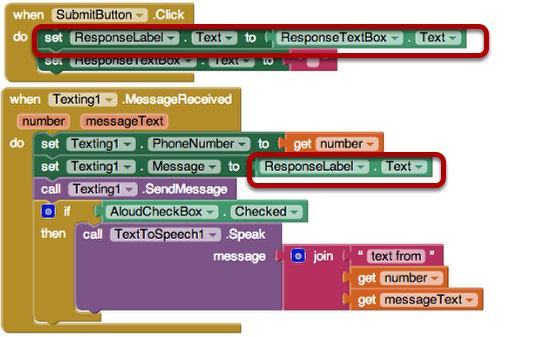 when SubmitButton .Click
do set ResponseLabel . Text to ResponseTextBox . Text
set ResponseTextBox . Text to " "
when Texting1 .MessageReceived
number messageText
do set Texting1 . PhoneNumber to get number
set Texting1 . Message to ResponseLabel . Text
call Texting1 .SendMessage
if AloudCheckBox . Checked
then call TextToSpeech1 .Speak
message join " text from "
get number
get messageText